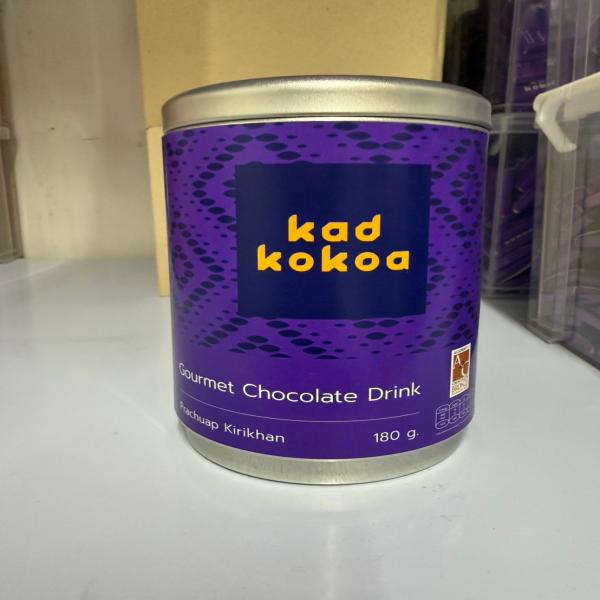 kad
kokoa
Gourmet Chocolate Drink
Prachuap Kirikhan
180 g.